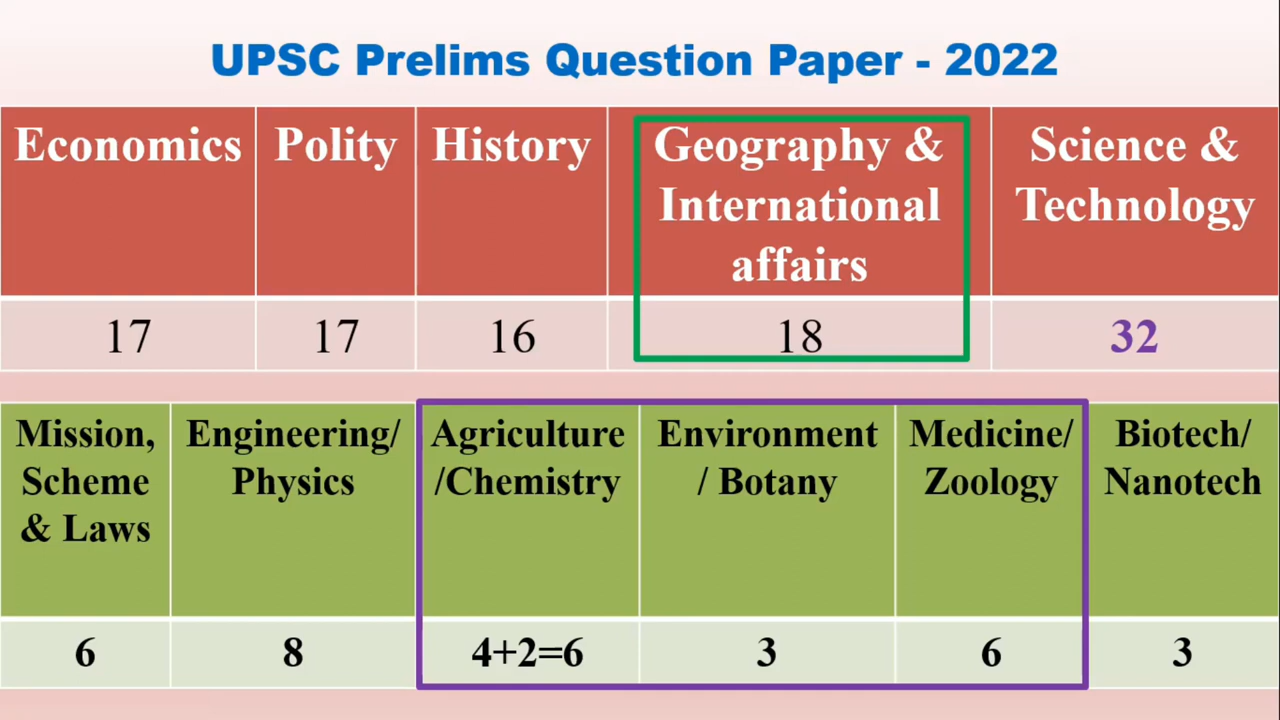 UPSC Prelims Question Paper - 2022
Economics
Polity
History
Geography &
International
affairs
Science &
Technology
17
17
16
18
32
Mission,
Scheme
& Laws
Engineering/
Physics
Agriculture
/Chemistry
Environment
/ Botany
Medicine/
Zoology
Biotech/
Nanotech
6
8
4+2=6
3
6
3